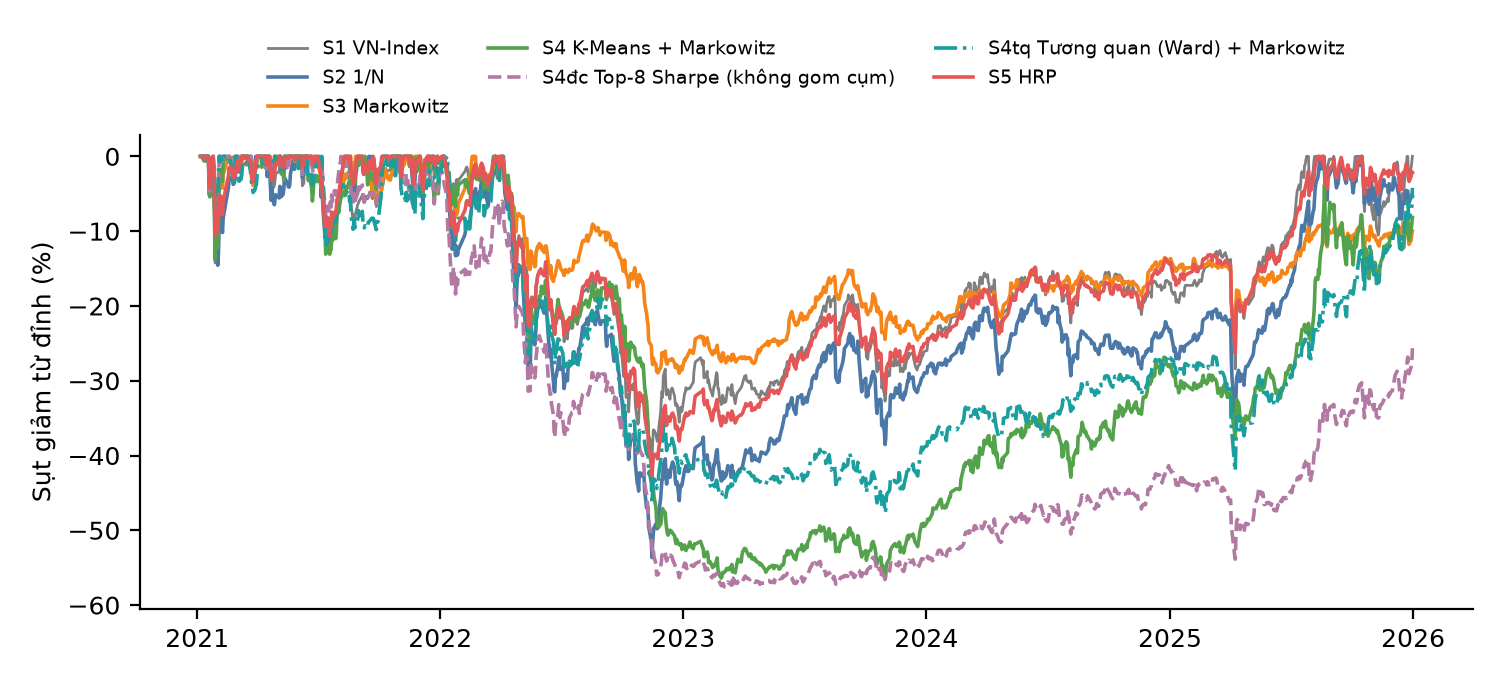 S1 VN-Index
S2 1/N
S3 Markowitz
S4 K-Means + Markowitz
S4đc Top-8 Sharpe (không gom cụm)
S4tq Tương quan (Ward) + Markowitz
S5 HRP
Sụt giảm từ đỉnh (%)
0
−10
−20
−30
−40
−50
−60
2021
2022
2023
2024
2025
2026